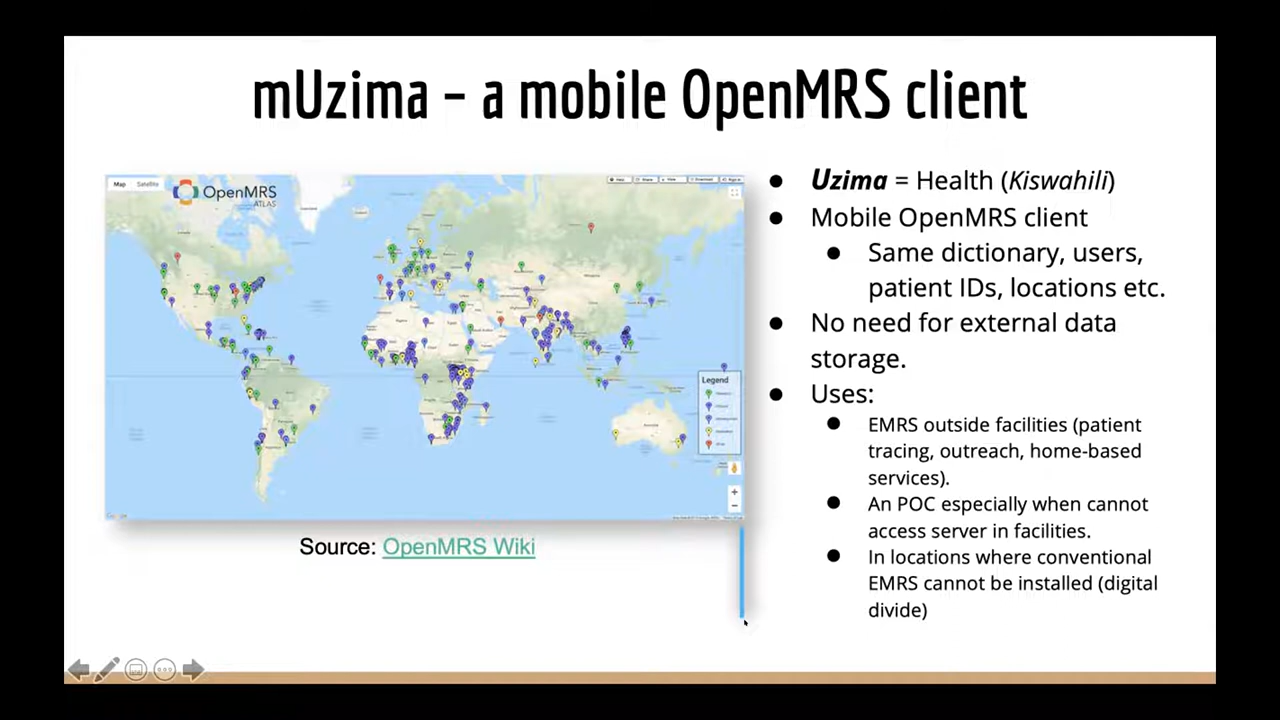 mUzima – a mobile OpenMRS client
Map Satellite
OpenMRS
ATLAS
Legend
Source: OpenMRS Wiki
● Uzima = Health (Kiswahili)
● Mobile OpenMRS client
● Same dictionary, users,
patient IDs, locations etc.
● No need for external data
storage.
● Uses:
● EMRS outside facilities (patient
tracing, outreach, home-based
services).
● An POC especially when cannot
access server in facilities.
● In locations where conventional
EMRS cannot be installed (digital
divide)